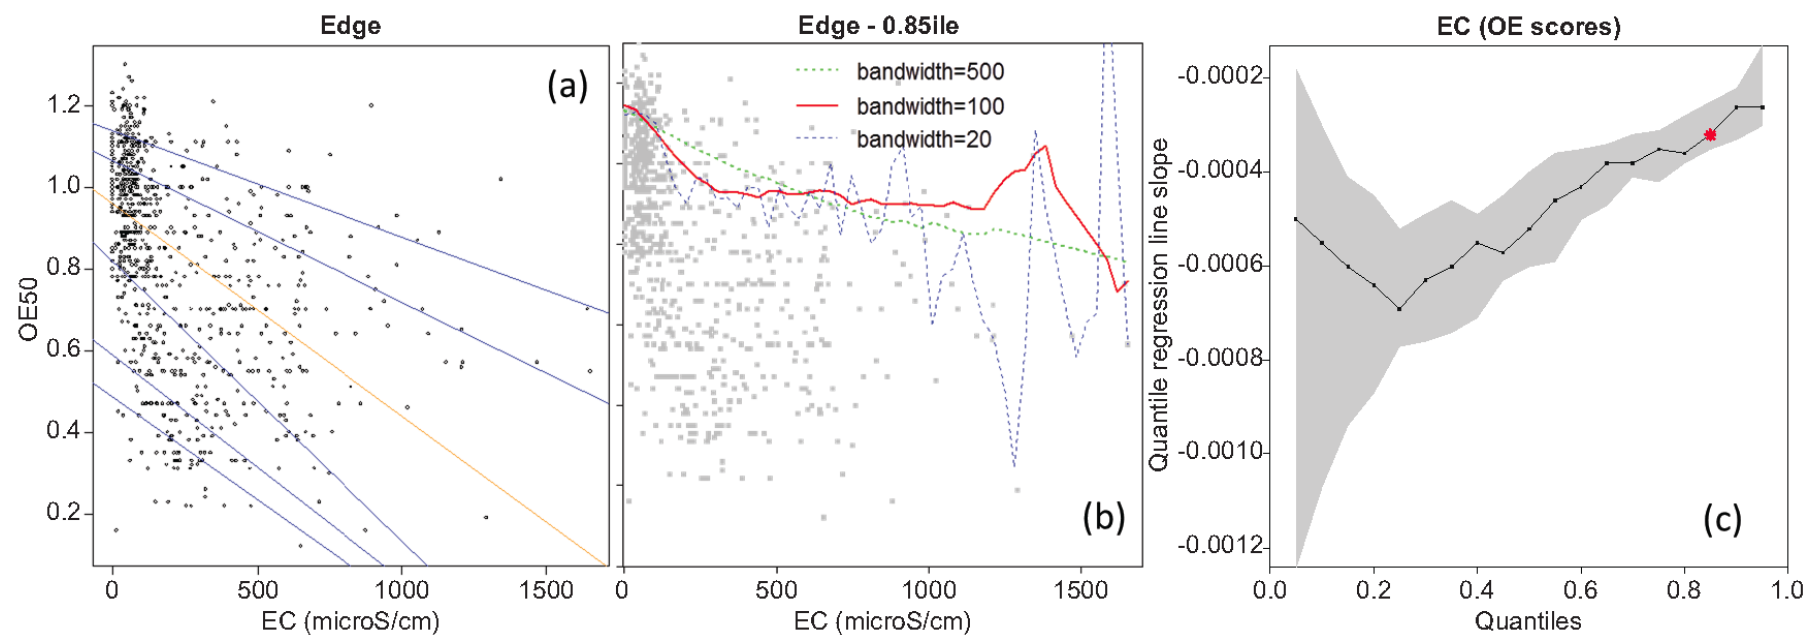 Edge
(a)
OE50
1.2
1.0
0.8
0.6
0.4
0.2
0
500
1000
1500
EC (microS/cm)
Edge - 0.85ile
bandwidth=500
bandwidth=100
bandwidth=20
(b)
0
500
1000
1500
EC (microS/cm)
EC (OE scores)
Quantile regression line slope
-0.0002
-0.0004
-0.0006
-0.0008
-0.0010
-0.0012
(c)
0.0
0.2
0.4
0.6
0.8
1.0
Quantiles